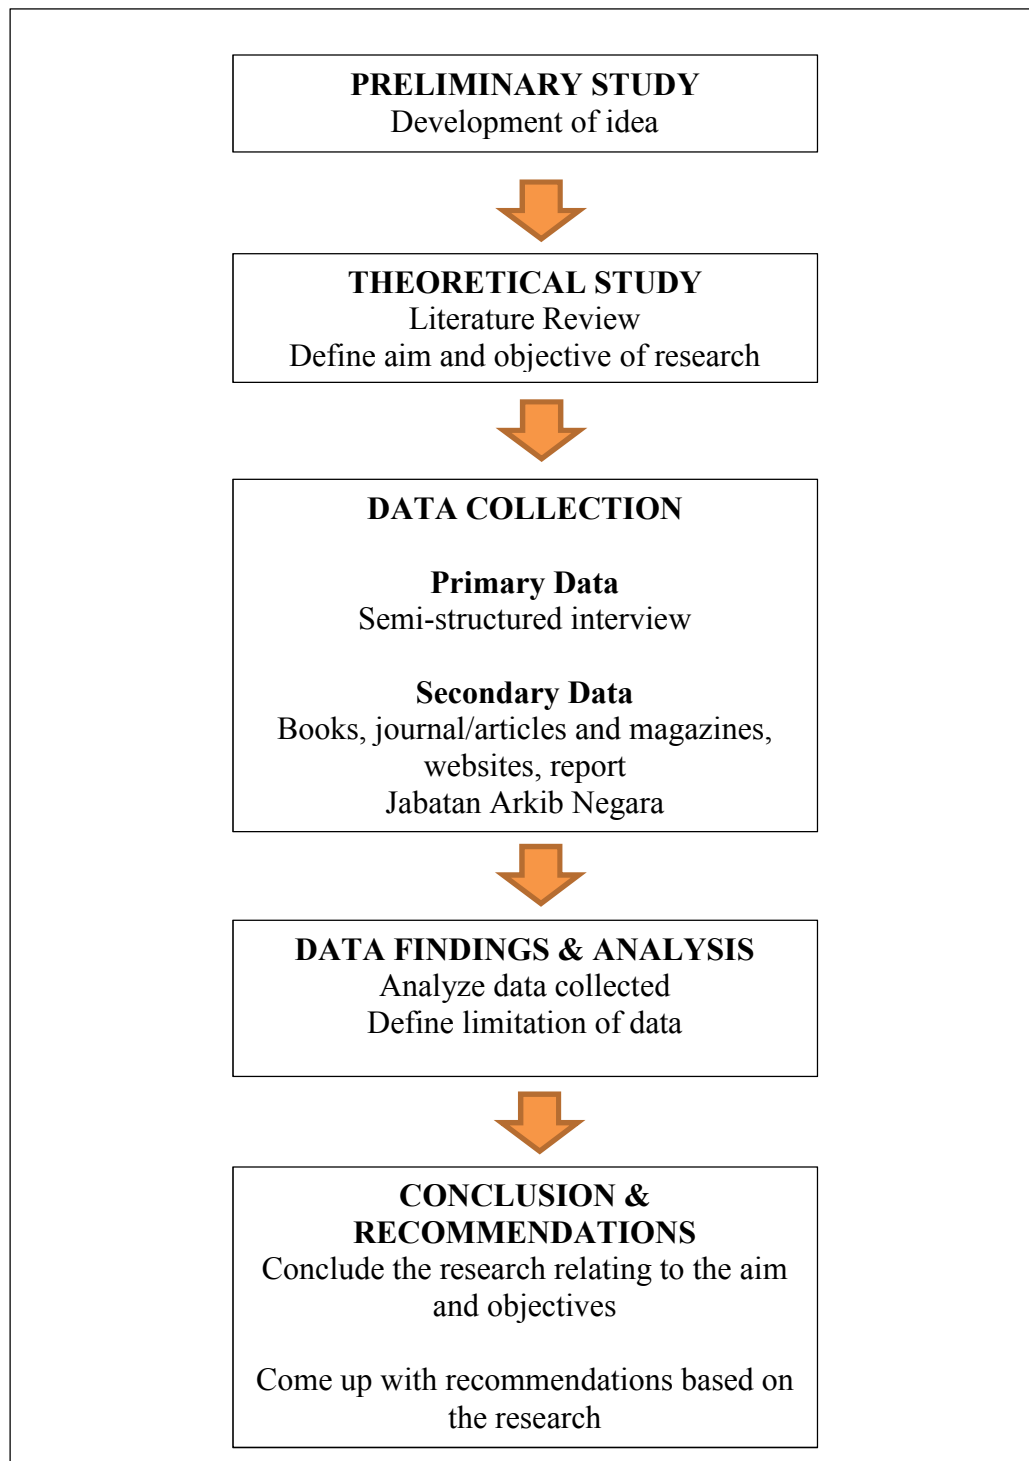 PRELIMINARY STUDY
Development of idea
THEORETICAL STUDY
Literature Review
Define aim and objective of research
DATA COLLECTION
Primary Data
Semi-structured interview
Secondary Data
Books, journal/articles and magazines,
websites, report
Jabatan Arkib Negara
DATA FINDINGS & ANALYSIS
Analyze data collected
Define limitation of data
CONCLUSION &
RECOMMENDATIONS
Conclude the research relating to the aim
and objectives
Come up with recommendations based on
the research